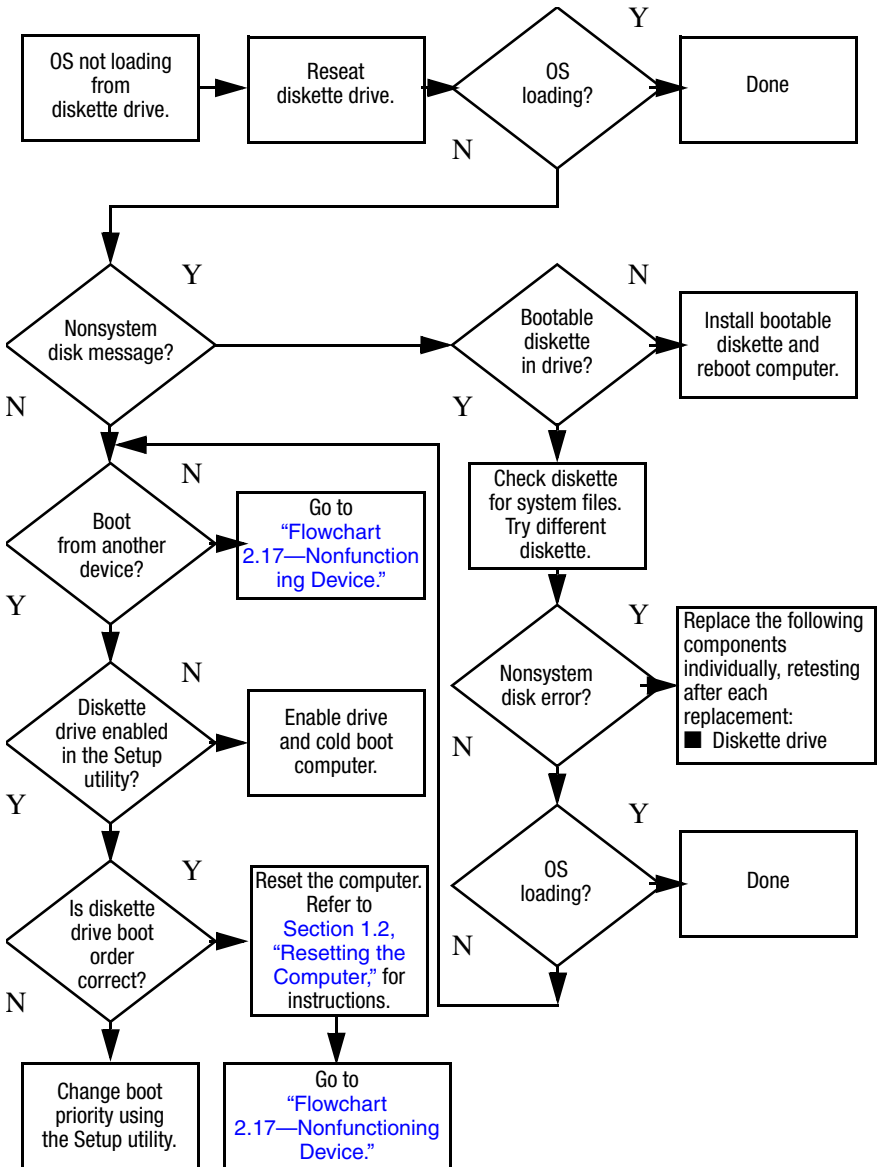 OS not loading
from
diskette drive.
Reseat
diskette drive.
OS
loading?
Y
N
Done
Nonsystem
disk message?
Y
N
Bootable
diskette
in drive?
N
Y
Install bootable
diskette and
reboot computer.
Boot
from another
device?
N
Y
Go to
“Flowchart
2.17—Nonfunction
ing Device.”
Check diskette
for system files.
Try different
diskette.
Diskette
drive enabled
in the Setup
utility?
N
Y
Enable drive
and cold boot
computer.
Nonsystem
disk error?
Y
N
Replace the following
components
individually, retesting
after each
replacement:
■ Diskette drive
Is diskette
drive boot
order
correct?
Y
N
Reset the computer.
Refer to
Section 1.2,
“Resetting the
Computer,” for
instructions.
OS
loading?
Y
N
Done
Change boot
priority using
the Setup utility.
Go to
“Flowchart
2.17—Nonfunctioning
Device.”